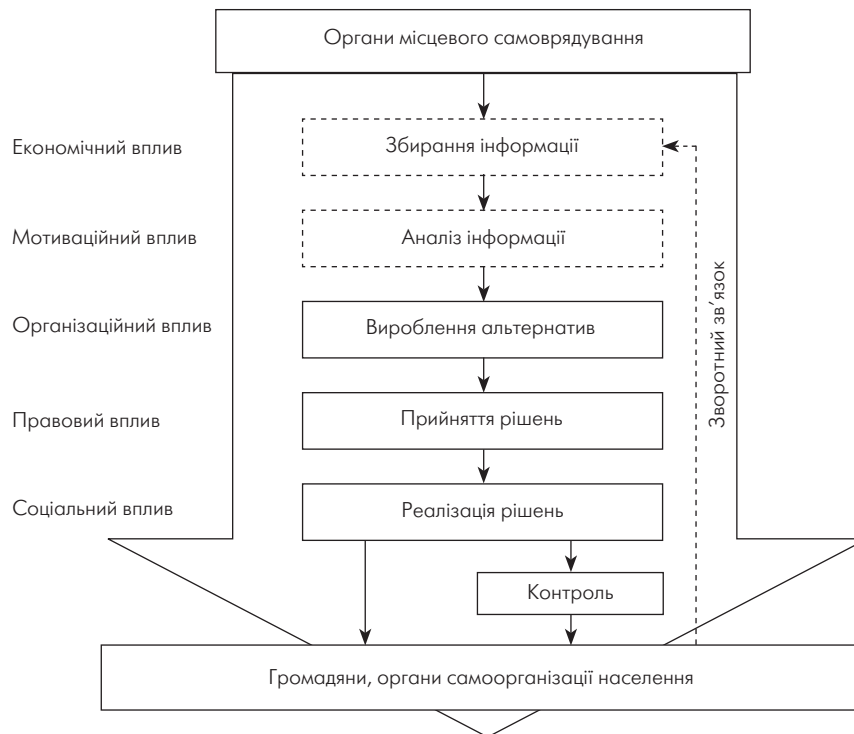 Органи місцевого самоврядування
Економічний вплив
Збирання інформації
Мотиваційний вплив
Аналіз інформації
Організаційний вплив
Вироблення альтернатив
Правовий вплив
Прийняття рішень
Соціальний вплив
Реалізація рішень
Зворотний зв’язок
Контроль
Громадяни, органи самоорганізації населення